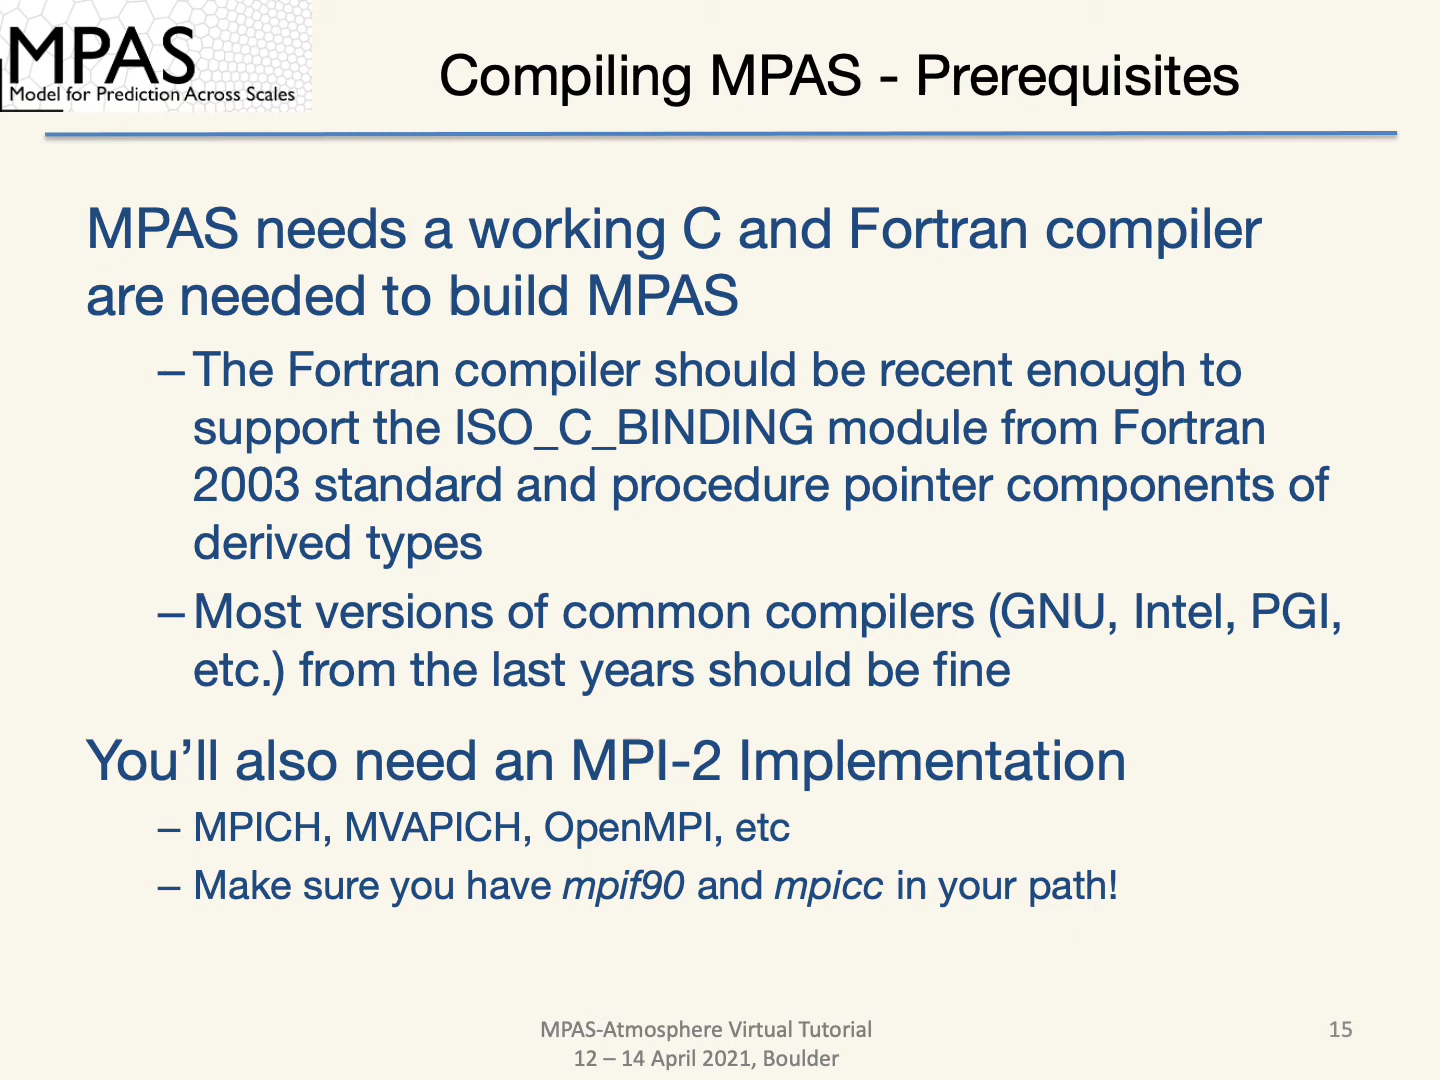 MPAS
Model for Prediction Across Scales
Compiling MPAS - Prerequisites
MPAS needs a working C and Fortran compiler
are needed to build MPAS
– The Fortran compiler should be recent enough to
support the ISO_C_BINDING module from Fortran
2003 standard and procedure pointer components of
derived types
– Most versions of common compilers (GNU, Intel, PGI,
etc.) from the last years should be fine
You’ll also need an MPI-2 Implementation
– MPICH, MVAPICH, OpenMPI, etc
– Make sure you have mpif90 and mpicc in your path!
MPAS-Atmosphere Virtual Tutorial
12 – 14 April 2021, Boulder
15